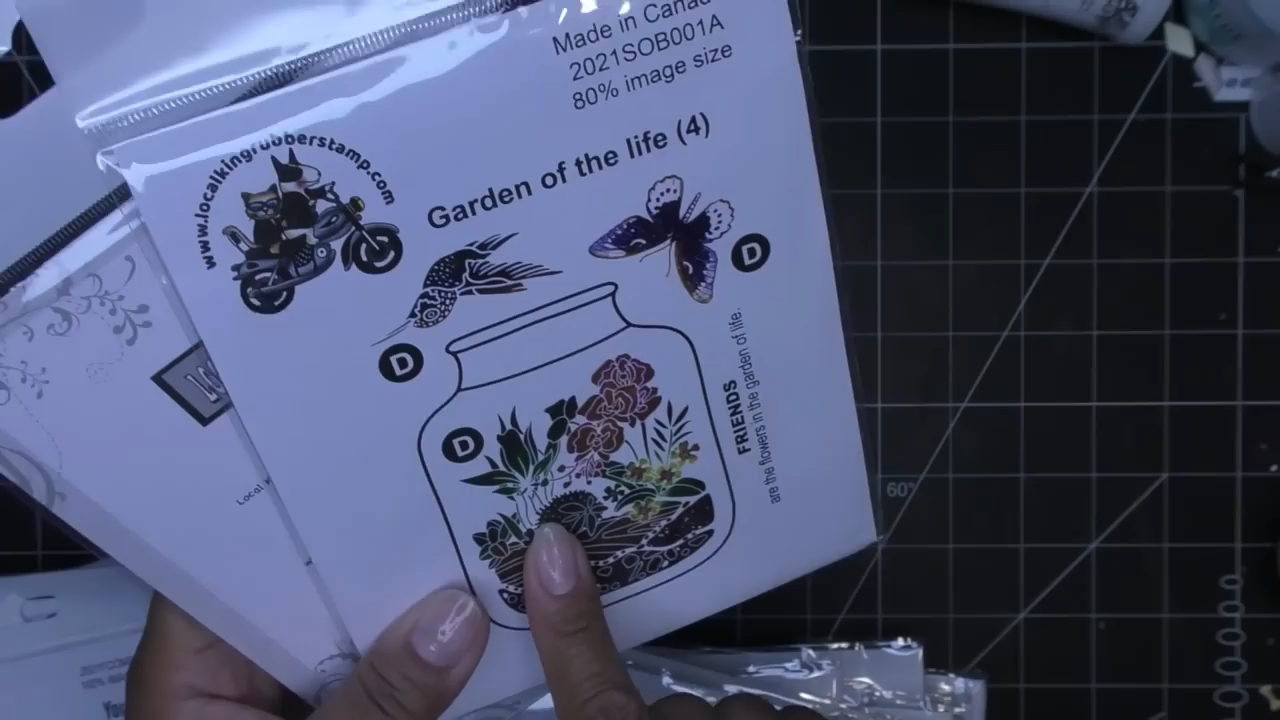 Made in Canad
2021SOB001A
80% image size
www.localkingrubberstamp.com
Garden of the life (4)
D
D
D
FRIENDS
are the flowers in the garden of life.
Local
60°